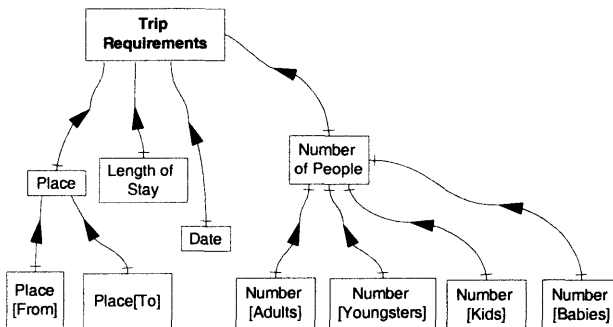 Trip
Requirements
Number
of People
Length of
Stay
Place
Date
Place
[From]
Place[To]
Number
[Adults]
Number
[Youngsters]
Number
[Kids]
Number
[Babies]